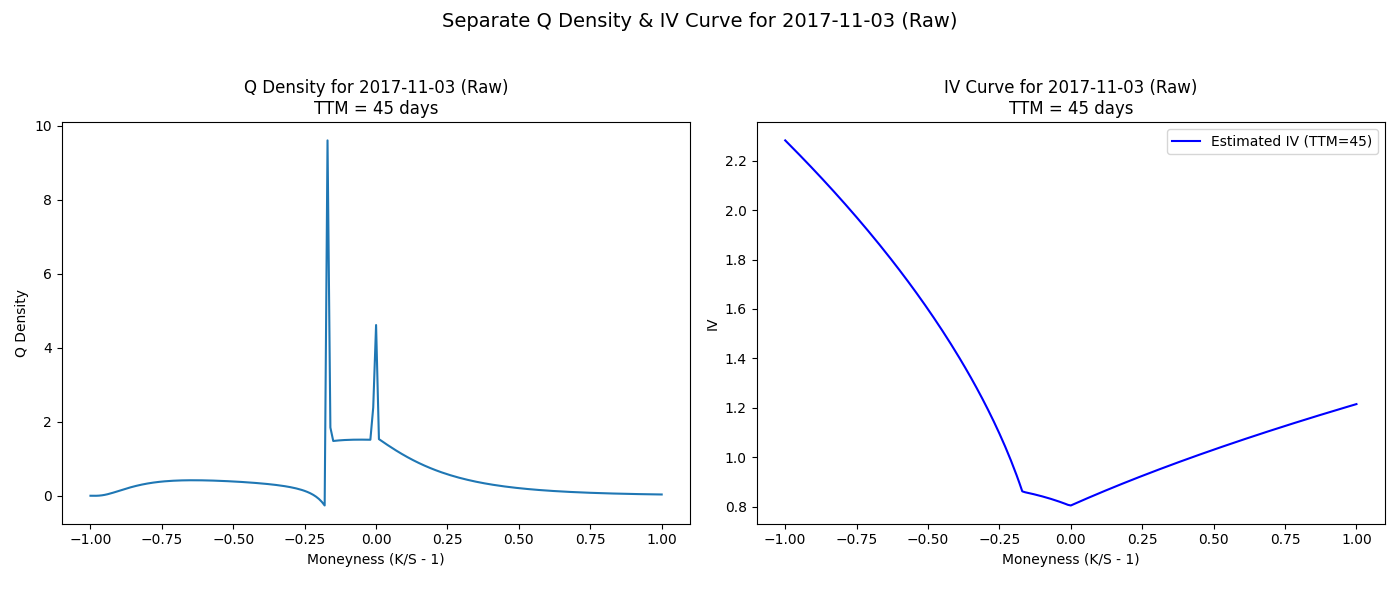 Separate Q Density & IV Curve for 2017-11-03 (Raw)
Q Density for 2017-11-03 (Raw)
TTM = 45 days
10
8
6
4
2
0
Q Density
−1.00 −0.75 −0.50 −0.25 0.00 0.25 0.50 0.75 1.00
Moneyness (K/S - 1)
IV Curve for 2017-11-03 (Raw)
TTM = 45 days
Estimated IV (TTM=45)
2.2
2.0
1.8
1.6
1.4
1.2
1.0
0.8
IV
−1.00 −0.75 −0.50 −0.25 0.00 0.25 0.50 0.75 1.00
Moneyness (K/S - 1)